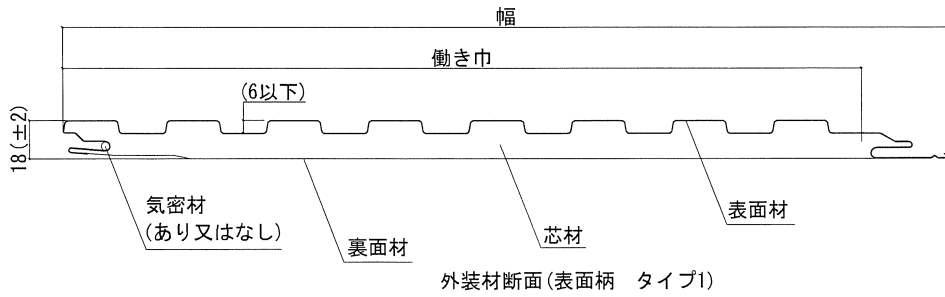 幅
働き巾
(6以下)
18(±2)
気密材
(あり又はなし)
裏面材
芯材
表面材
外装材断面(表面柄　タイプ1)